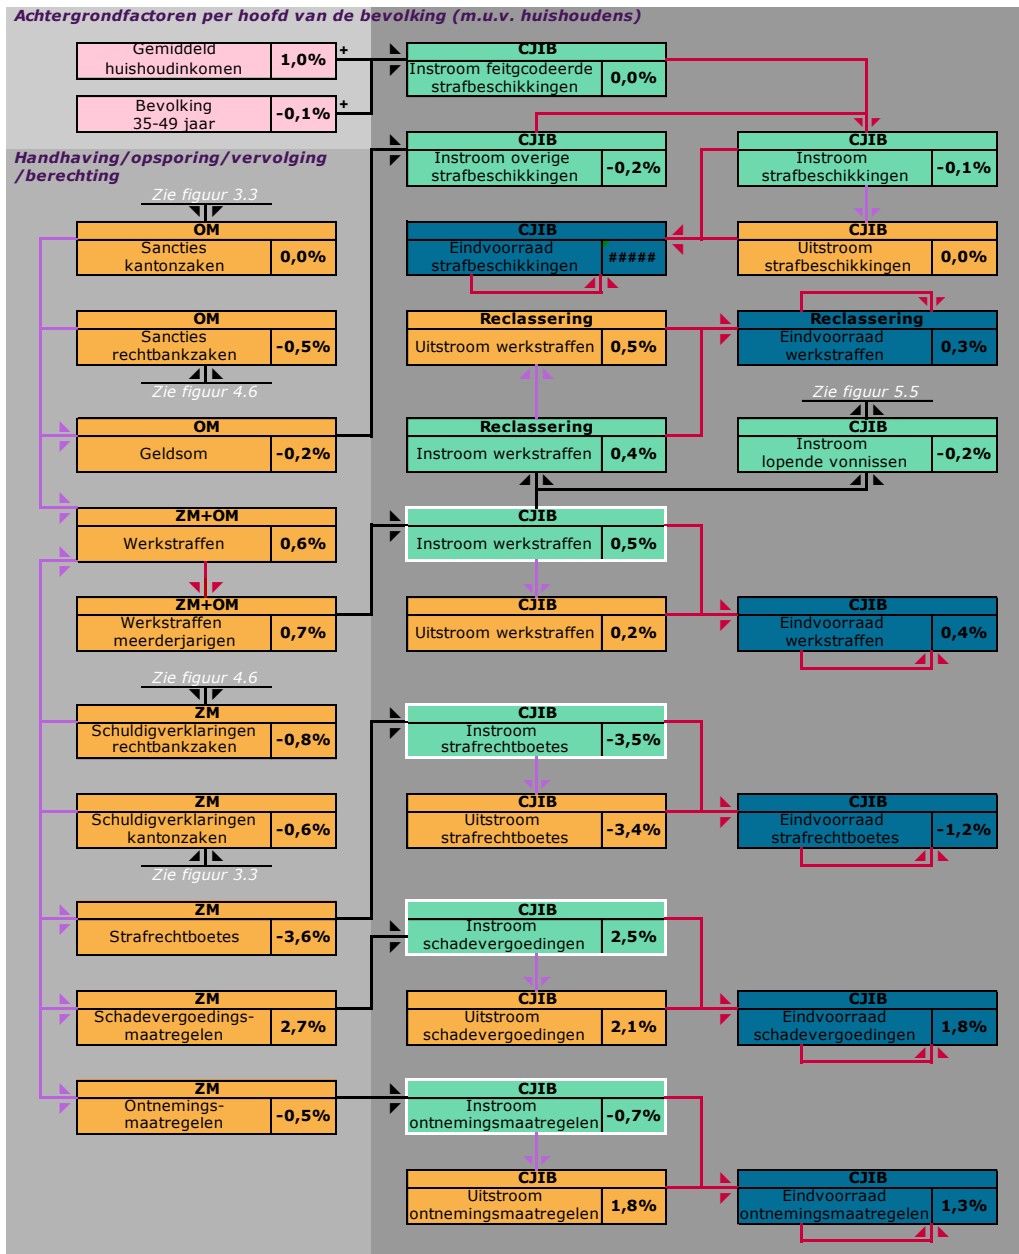 Achtergrondfactoren per hoofd van de bevolking (m.u.v. huishoudens)
Gemiddeld
huishoudinkomen
1,0%
+
Bevolking
35-49 jaar
-0,1%
+
CJIB
Instroom feitgcodeerde
strafbeschikkingen
0,0%
Handhaving/opsporing/vervolging
/berechting
CJIB
Instroom overige
strafbeschikkingen
-0,2%
CJIB
Instroom
strafbeschikkingen
-0,1%
Zie figuur 3.3
OM
Sancties
kantonzaken
0,0%
CJIB
Eindvoorraad
strafbeschikkingen
#####
CJIB
Uitstroom
strafbeschikkingen
0,0%
OM
Sancties
rechtbankzaken
-0,5%
Zie figuur 4.6
Reclassering
Uitstroom werkstraffen
0,5%
Reclassering
Eindvoorraad
werkstraffen
0,3%
Zie figuur 5.5
OM
Geldsom
-0,2%
Reclassering
Instroom werkstraffen
0,4%
CJIB
Instroom
lopende vonnissen
-0,2%
ZM+OM
Werkstraffen
0,6%
CJIB
Instroom werkstraffen
0,5%
ZM+OM
Werkstraffen
meerderjarigen
0,7%
CJIB
Uitstroom werkstraffen
0,2%
CJIB
Eindvoorraad
werkstraffen
0,4%
Zie figuur 4.6
ZM
Schuldigverklaringen
rechtbankzaken
-0,8%
CJIB
Instroom
strafrechtboetes
-3,5%
ZM
Schuldigverklaringen
kantonzaken
-0,6%
Zie figuur 3.3
CJIB
Uitstroom
strafrechtboetes
-3,4%
CJIB
Eindvoorraad
strafrechtboetes
-1,2%
ZM
Strafrechtboetes
-3,6%
CJIB
Instroom
schadevergoedingen
2,5%
ZM
Schadevergoedings-
maatregelen
2,7%
CJIB
Uitstroom
schadevergoedingen
2,1%
CJIB
Eindvoorraad
schadevergoedingen
1,8%
ZM
Ontnemings-
maatregelen
-0,5%
CJIB
Instroom
ontnemingsmaatregelen
-0,7%
CJIB
Uitstroom
ontnemingsmaatregelen
1,8%
CJIB
Eindvoorraad
ontnemingsmaatregelen
1,3%